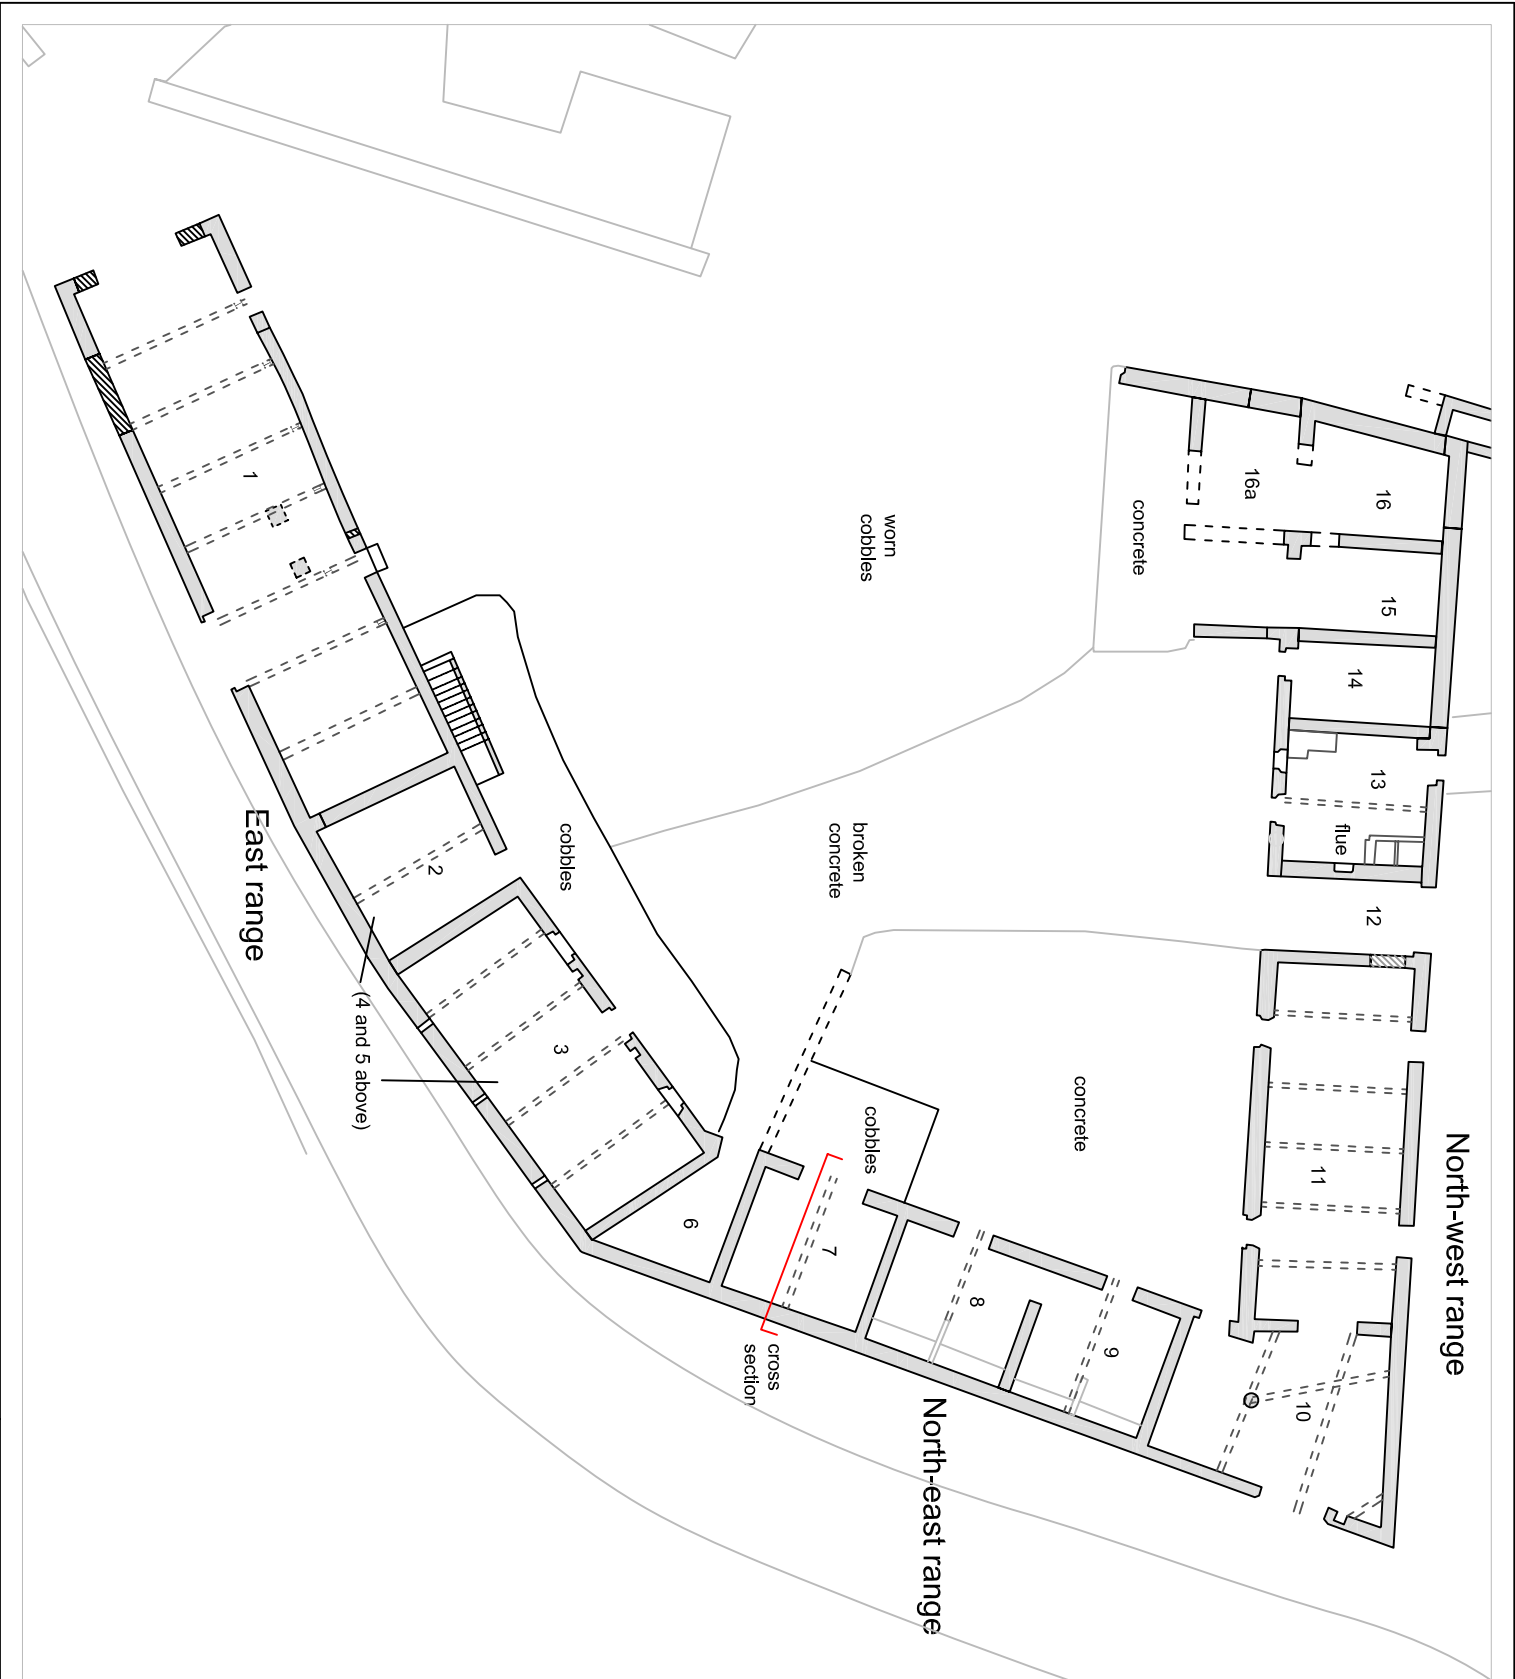 North-west range
16
16a
15
14
13
flue
12
11
10
concrete
worn
cobbles
broken
concrete
concrete
cobbles
cobbles
9
8
7
6
cross
section
North-east range
1
2
3
(4 and 5 above)
East range